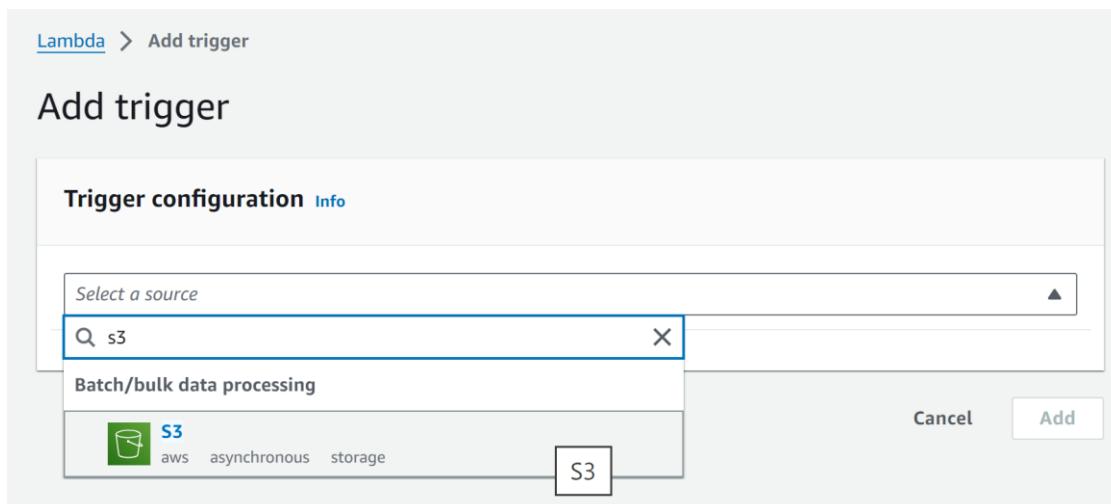 Lambda > Add trigger
Add trigger
Trigger configuration Info
Select a source
s3
Batch/bulk data processing
S3
aws asynchronous storage
S3
Cancel Add